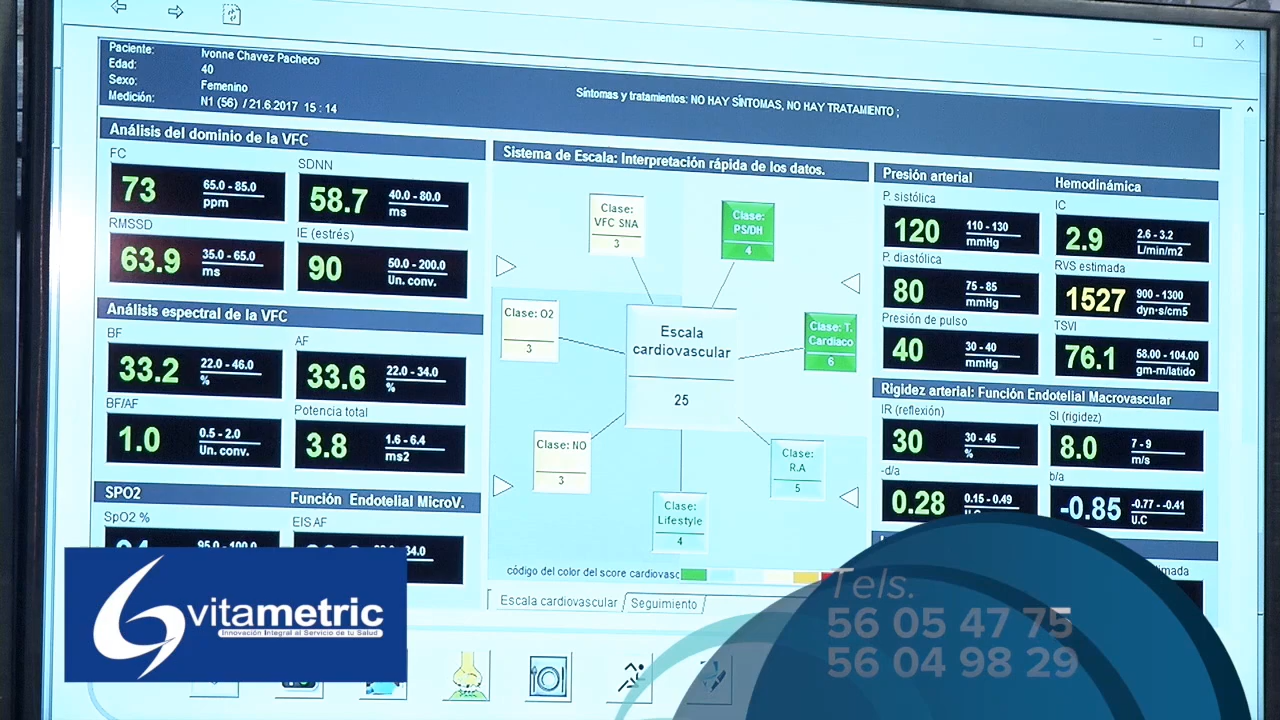 Paciente: Ivonne Chavez Pacheco
Edad: 40
Sexo: Femenino
Medición: N1 (56) / 21.6.2017 15 : 14
Síntomas y tratamientos: NO HAY SÍNTOMAS, NO HAY TRATAMIENTO ;
Análisis del dominio de la VFC
FC
73
65.0 - 85.0
ppm
SDNN
58.7
40.0 - 80.0
ms
RMSSD
63.9
35.0 - 65.0
ms
IE (estrés)
90
50.0 - 200.0
Un. conv.
Análisis espectral de la VFC
BF
33.2
22.0 - 46.0
%
AF
33.6
22.0 - 34.0
%
BF/AF
1.0
0.5 - 2.0
Un. conv.
Potencia total
3.8
1.6 - 6.4
ms2
SPO2
Función Endotelial MicroV.
SpO2 %
95.0 - 100.0
EIS AF
Sistema de Escala: Interpretación rápida de los datos.
Clase:
VFC SNA
3
Clase:
PS/DH
4
Clase: O2
3
Escala
cardiovascular
25
Clase: T.
Cardiaco
6
Clase: NO
3
Clase:
R.A
5
Clase:
Lifestyle
4
código del color del score cardiovasc
Escala cardiovascular
Seguimiento
Presión arterial
Hemodinámica
P. sistólica
120
110 - 130
mmHg
IC
2.9
2.6 - 3.2
L/min/m2
P. diastólica
80
75 - 85
mmHg
RVS estimada
1527
900 - 1300
dyn·s/cm5
Presión de pulso
40
30 - 40
mmHg
TSVI
76.1
58.00 - 104.00
gm-m/latido
Rigidez arterial: Función Endotelial Macrovascular
IR (reflexión)
30
30 - 45
%
SI (rigidez)
8.0
7 - 9
m/s
-d/a
0.28
0.15 - 0.49
U.C
b/a
-0.85
-0.77 - -0.41
U.C
vitametric
Innovación Integral al Servicio de tu Salud
Tels.
56 05 47 75
56 04 98 29